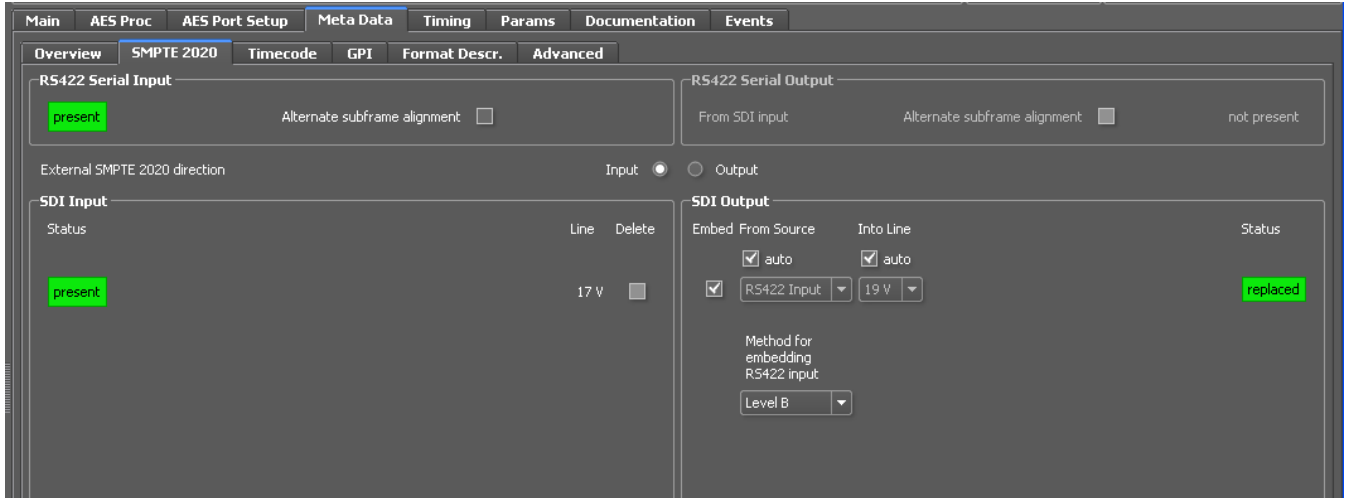 Main AES Proc AES Port Setup Meta Data Timing Params Documentation Events
Overview SMPTE 2020 Timecode GPI Format Descr. Advanced
RS422 Serial Input
present Alternate subframe alignment
RS422 Serial Output
From SDI input Alternate subframe alignment not present
External SMPTE 2020 direction Input Output
SDI Input
Status Line Delete
present 17 V
SDI Output
Embed From Source Into Line Status
auto auto
RS422 Input 19 V replaced
Method for
embedding
RS422 input
Level B